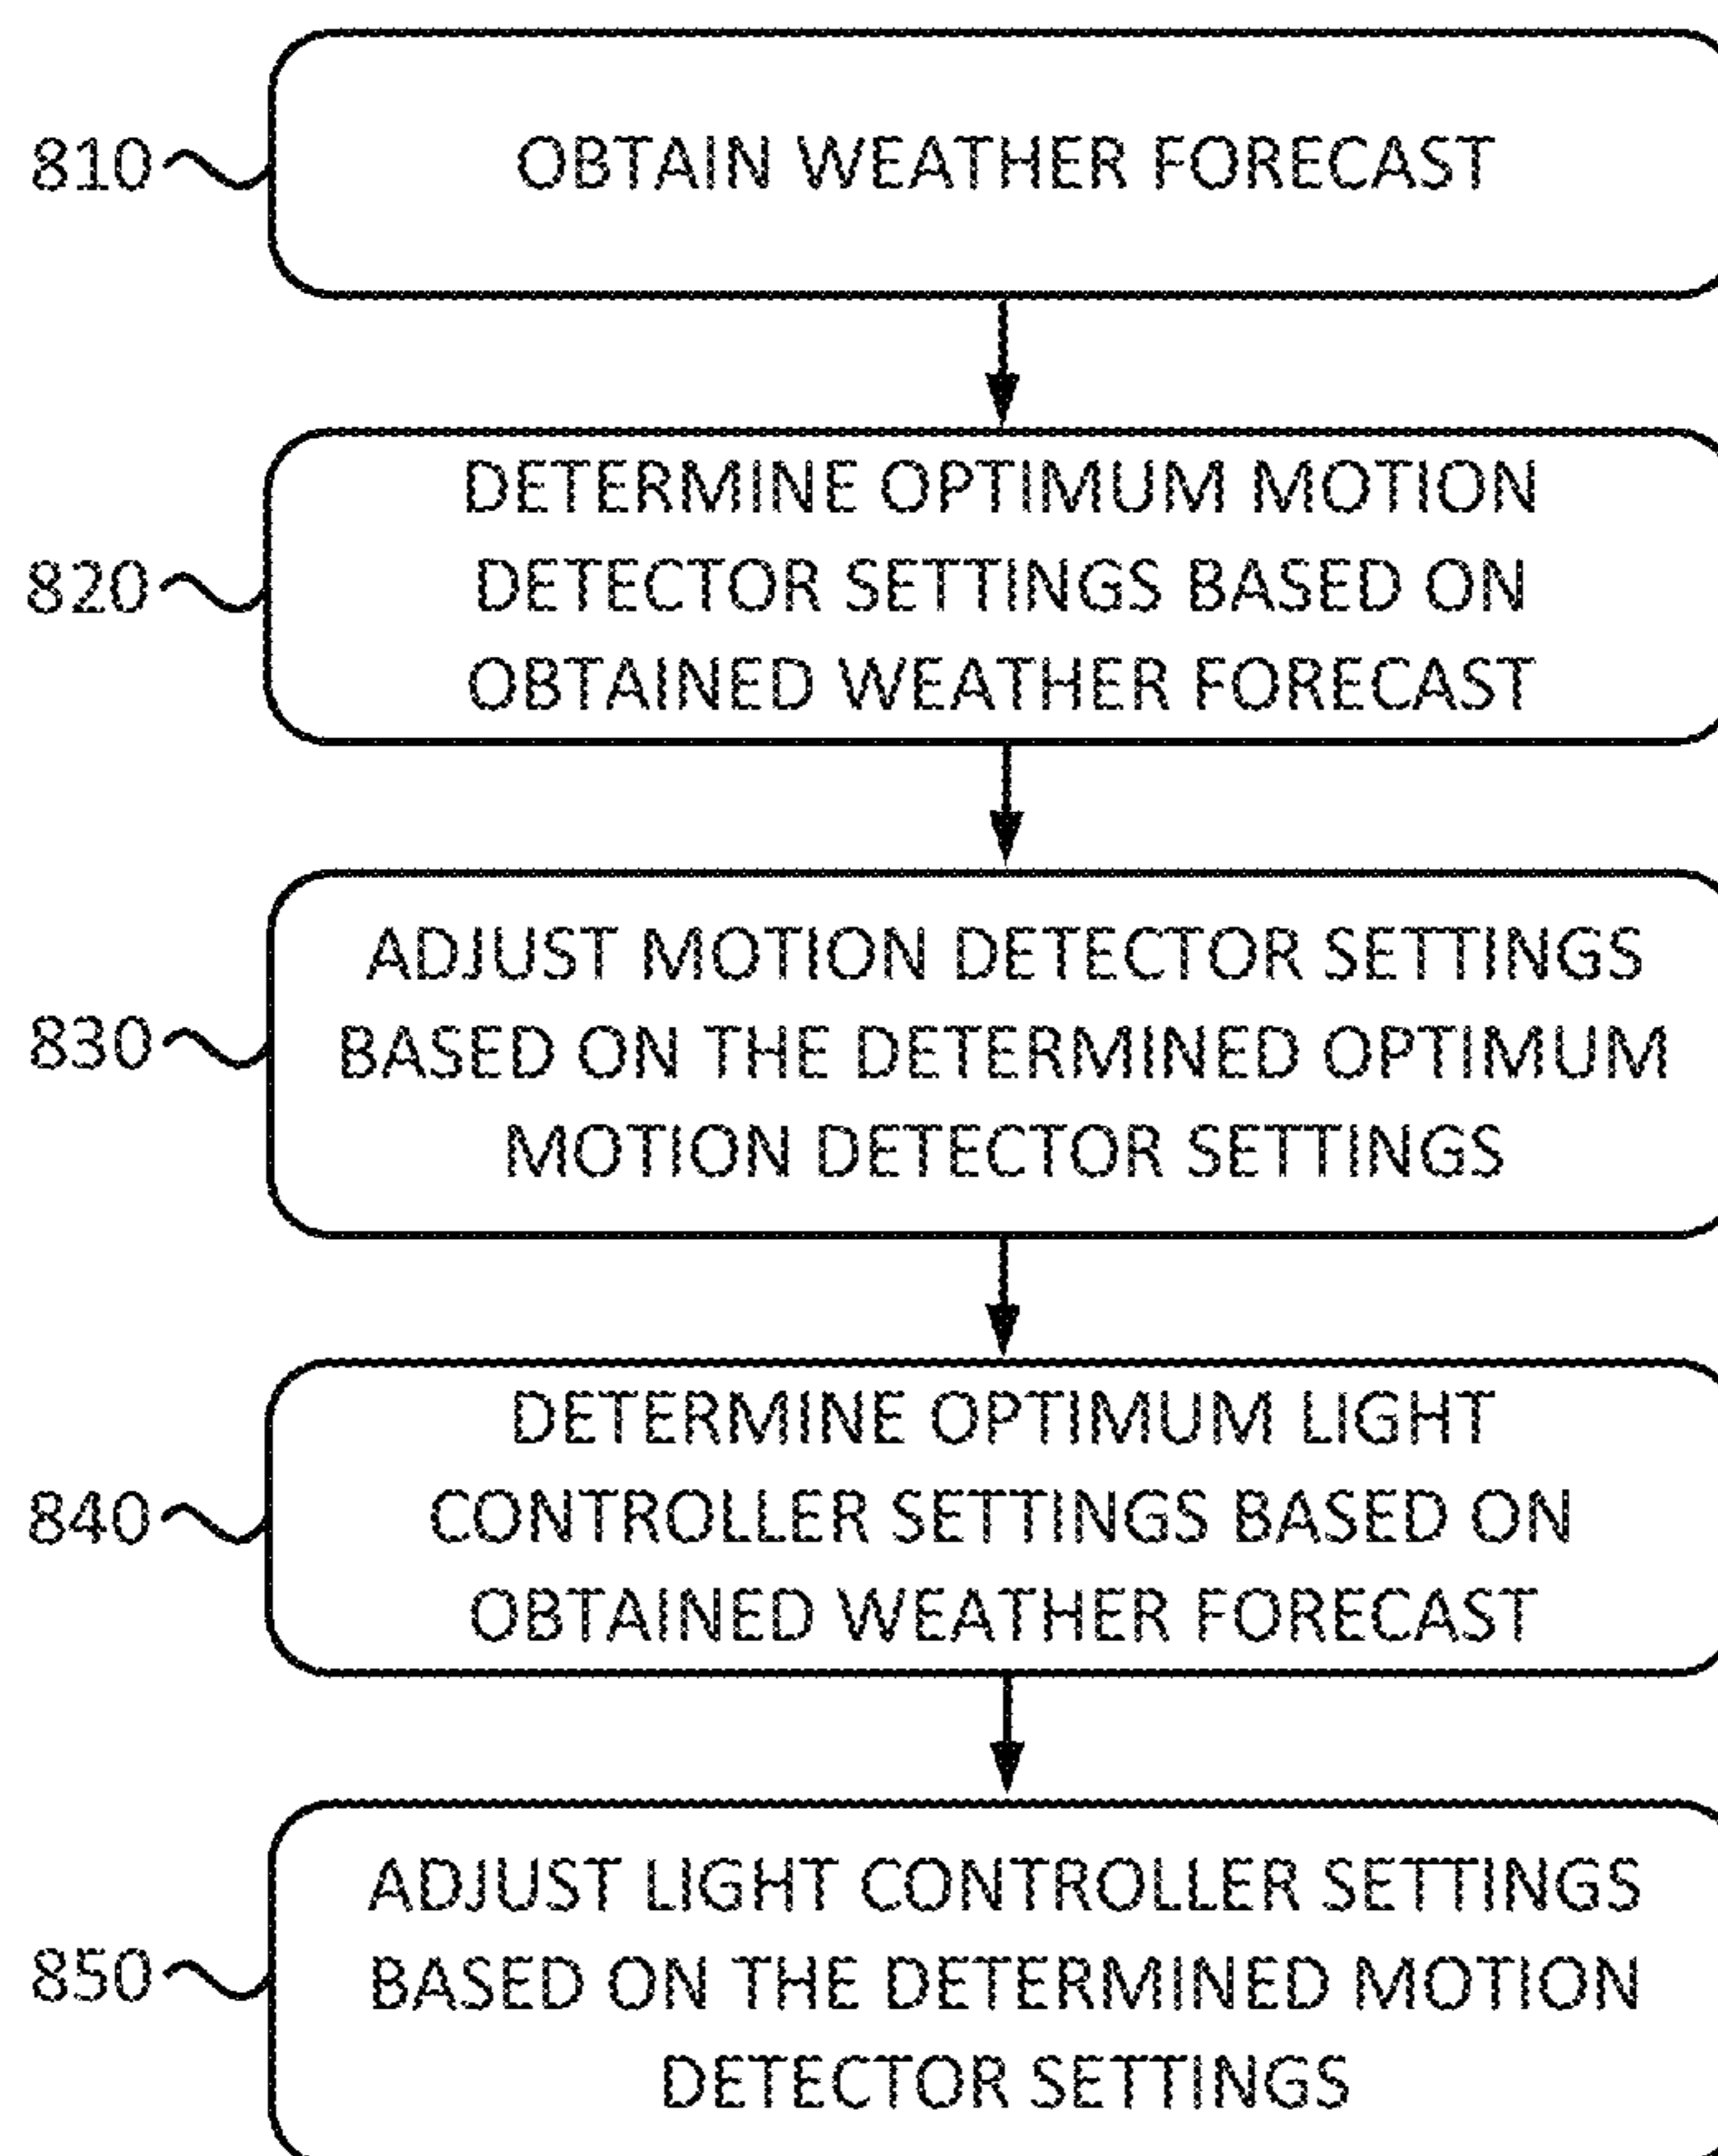 810
OBTAIN WEATHER FORECAST
820
DETERMINE OPTIMUM MOTION
DETECTOR SETTINGS BASED ON
OBTAINED WEATHER FORECAST
830
ADJUST MOTION DETECTOR SETTINGS
BASED ON THE DETERMINED OPTIMUM
MOTION DETECTOR SETTINGS
840
DETERMINE OPTIMUM LIGHT
CONTROLLER SETTINGS BASED ON
OBTAINED WEATHER FORECAST
850
ADJUST LIGHT CONTROLLER SETTINGS
BASED ON THE DETERMINED MOTION
DETECTOR SETTINGS